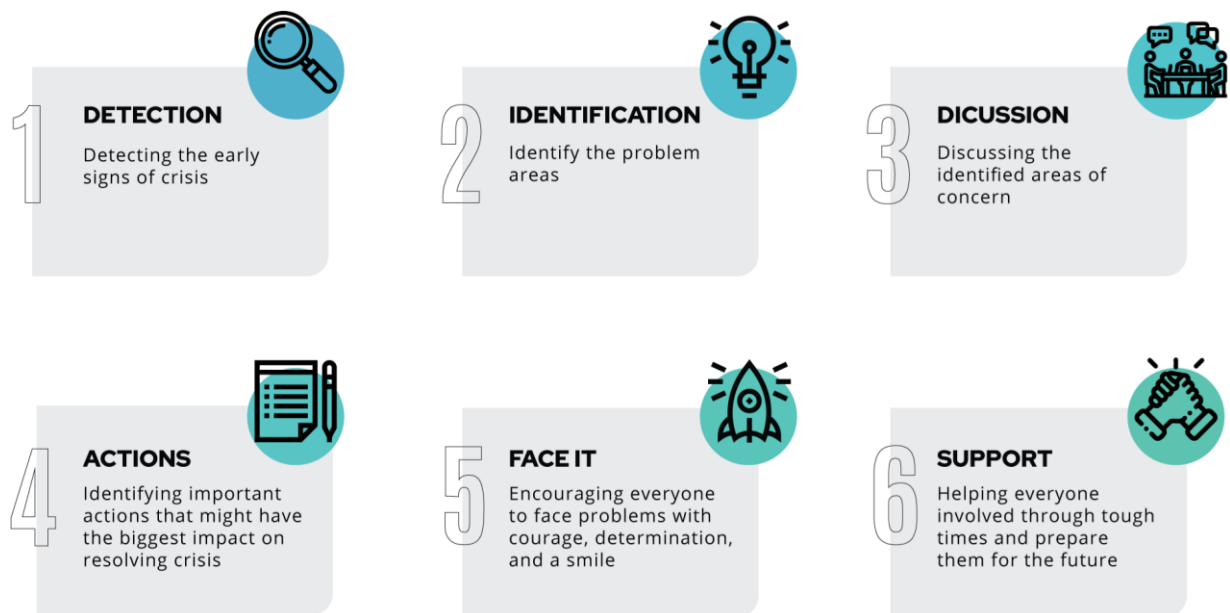 1
DETECTION
Detecting the early
signs of crisis
2
IDENTIFICATION
Identify the problem
areas
3
DICUSSION
Discussing the
identified areas of
concern
4
ACTIONS
Identifying important
actions that might have
the biggest impact on
resolving crisis
5
FACE IT
Encouraging everyone
to face problems with
courage, determination,
and a smile
6
SUPPORT
Helping everyone
involved through tough
times and prepare
them for the future